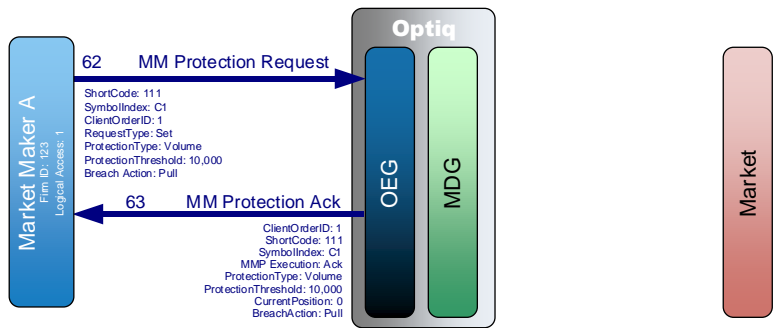 Optiq
62 MM Protection Request
ShortCode: 111
SymbolIndex: C1
ClientOrderID: 1
RequestType: Set
ProtectionType: Volume
ProtectionThreshold: 10,000
Breach Action: Pull
Market Maker A
Firm ID: 123
Logical Access: 1
OEG
MDG
Market
63 MM Protection Ack
ClientOrderID: 1
ShortCode: 111
SymbolIndex: C1
MMP Execution: Ack
ProtectionType: Volume
ProtectionThreshold: 10,000
CurrentPosition: 0
BreachAction: Pull